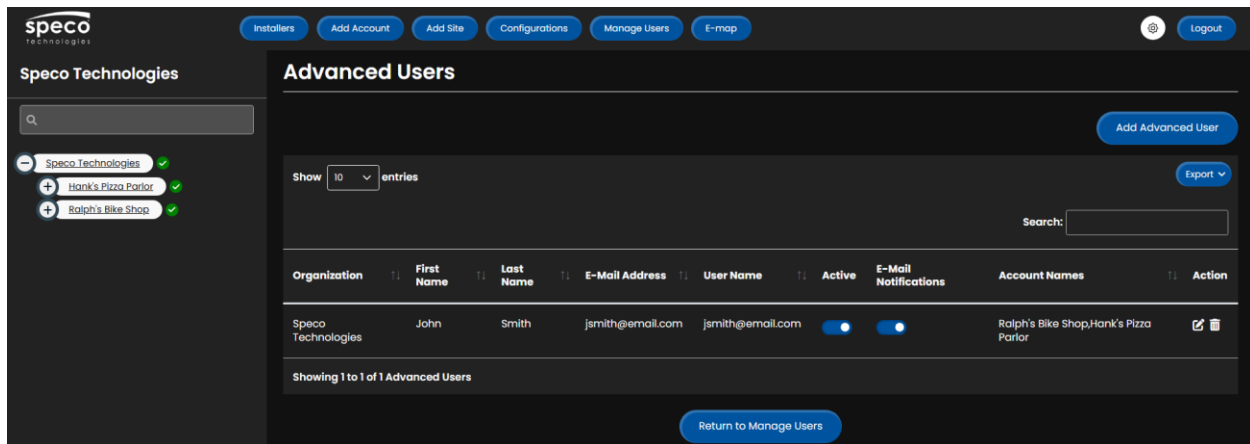 speco
technologies
Installers
Add Account
Add Site
Configurations
Manage Users
E-map
Logout
Speco Technologies
Speco Technologies
Hank's Pizza Parlor
Ralph's Bike Shop
Advanced Users
Add Advanced User
Show 10 entries
Export
Search:
Organization
First
Name
Last
Name
E-Mail Address
User Name
Active
E-Mail
Notifications
Account Names
Action
Speco
Technologies
John
Smith
jsmith@email.com
jsmith@email.com
Ralph's Bike Shop,Hank's Pizza
Parlor
Showing 1 to 1 of 1 Advanced Users
Return to Manage Users